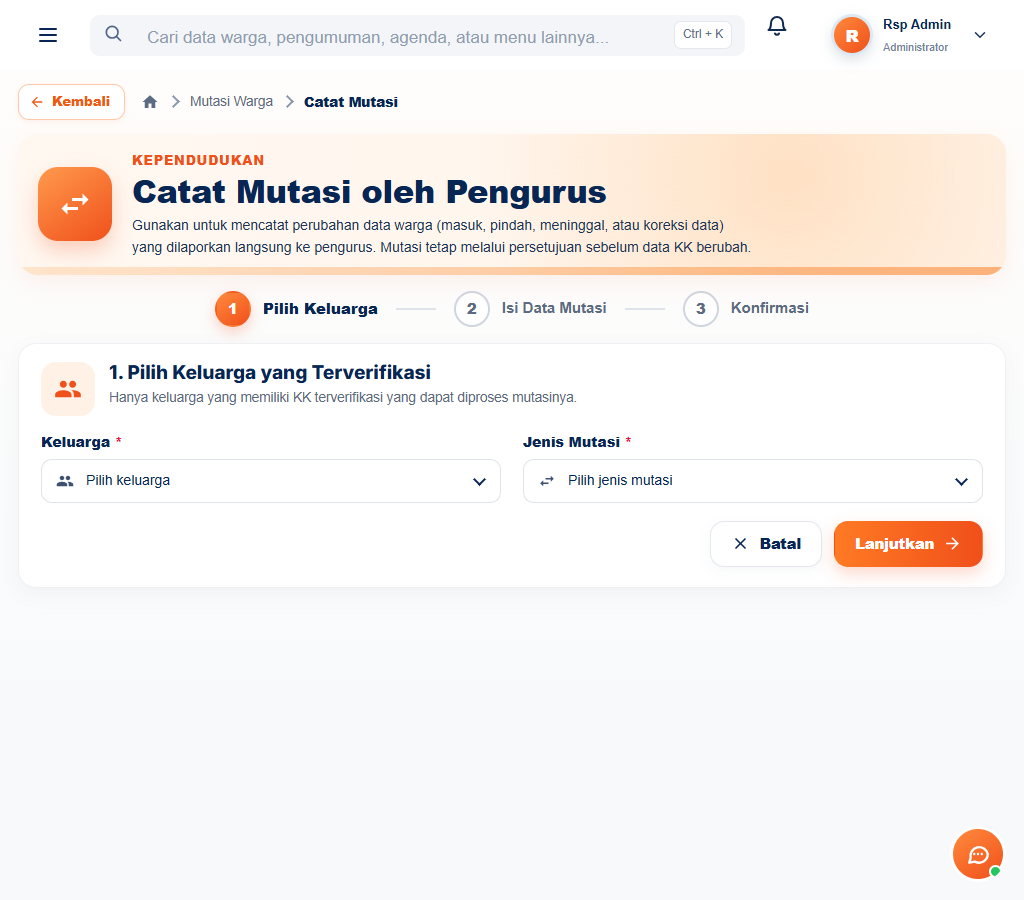 Cari data warga, pengumuman, agenda, atau menu lainnya...
Ctrl + K
R
Rsp Admin
Administrator
Kembali
Mutasi Warga
Catat Mutasi
KEPENDUDUKAN
Catat Mutasi oleh Pengurus
Gunakan untuk mencatat perubahan data warga (masuk, pindah, meninggal, atau koreksi data)
yang dilaporkan langsung ke pengurus. Mutasi tetap melalui persetujuan sebelum data KK berubah.
1 Pilih Keluarga
2 Isi Data Mutasi
3 Konfirmasi
1. Pilih Keluarga yang Terverifikasi
Hanya keluarga yang memiliki KK terverifikasi yang dapat diproses mutasinya.
Keluarga *
Pilih keluarga
Jenis Mutasi *
Pilih jenis mutasi
Batal
Lanjutkan